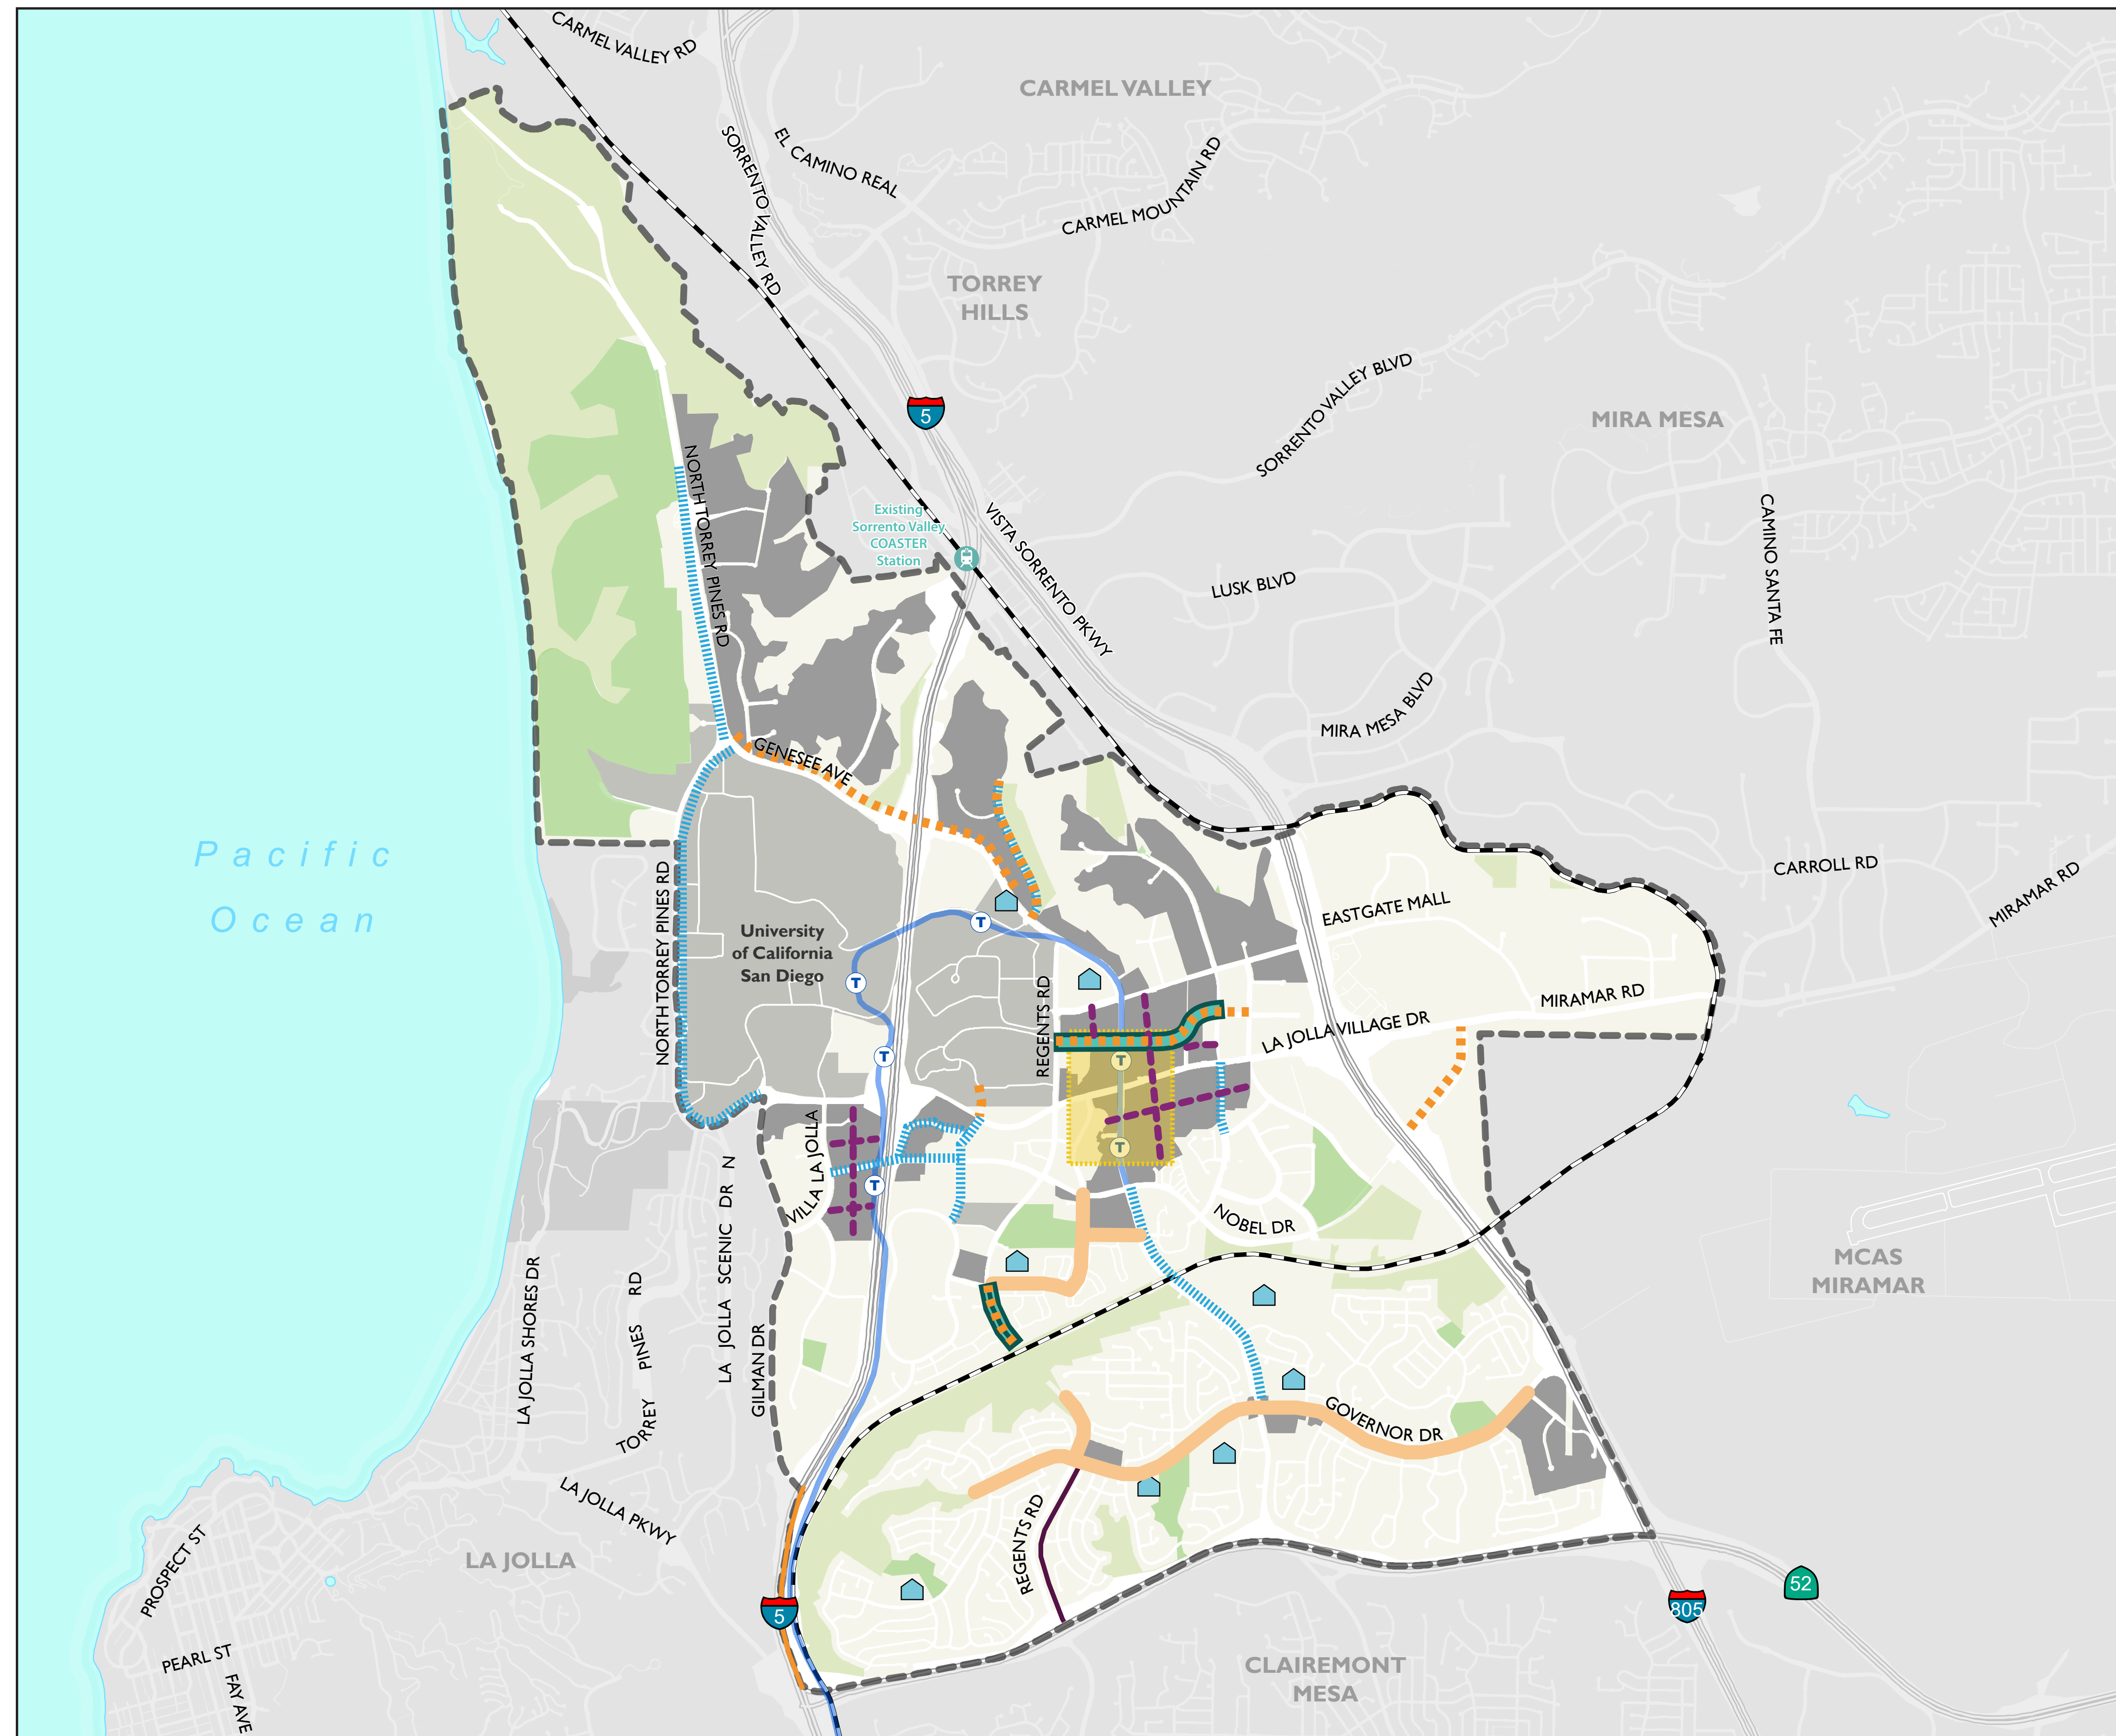 CARMEL VALLEY RD
CARMEL VALLEY
SORRENTO VALLEY RD
EL CAMINO REAL
CARMEL MOUNTAIN RD
TORREY
HILLS
5
SORRENTO VALLEY BLVD
MIRA MESA
NORTH TORREY PINES RD
Existing
Sorrento Valley
COASTER
Station
VISTA SORRENTO PKWY
LUSK BLVD
CAMINO SANTA FE
MIRA MESA BLVD
GENESEE AVE
Pacific
Ocean
NORTH TORREY PINES RD
University
of California
San Diego
T
T
T
T
T
T
REGENTS RD
EASTGATE MALL
CARROLL RD
MIRAMAR RD
MIRAMAR RD
LA JOLLA VILLAGE DR
VILLA LA JOLLA
NOBEL DR
MCAS
MIRAMAR
LA JOLLA SHORES DR
TORREY PINES RD
LA JOLLA SCENIC DR N
GILMAN DR
GOVERNOR DR
REGENTS RD
LA JOLLA PKWY
LA JOLLA
PROSPECT ST
PEARL ST
FAY AVE
5
805
52
CLAIREMONT
MESA